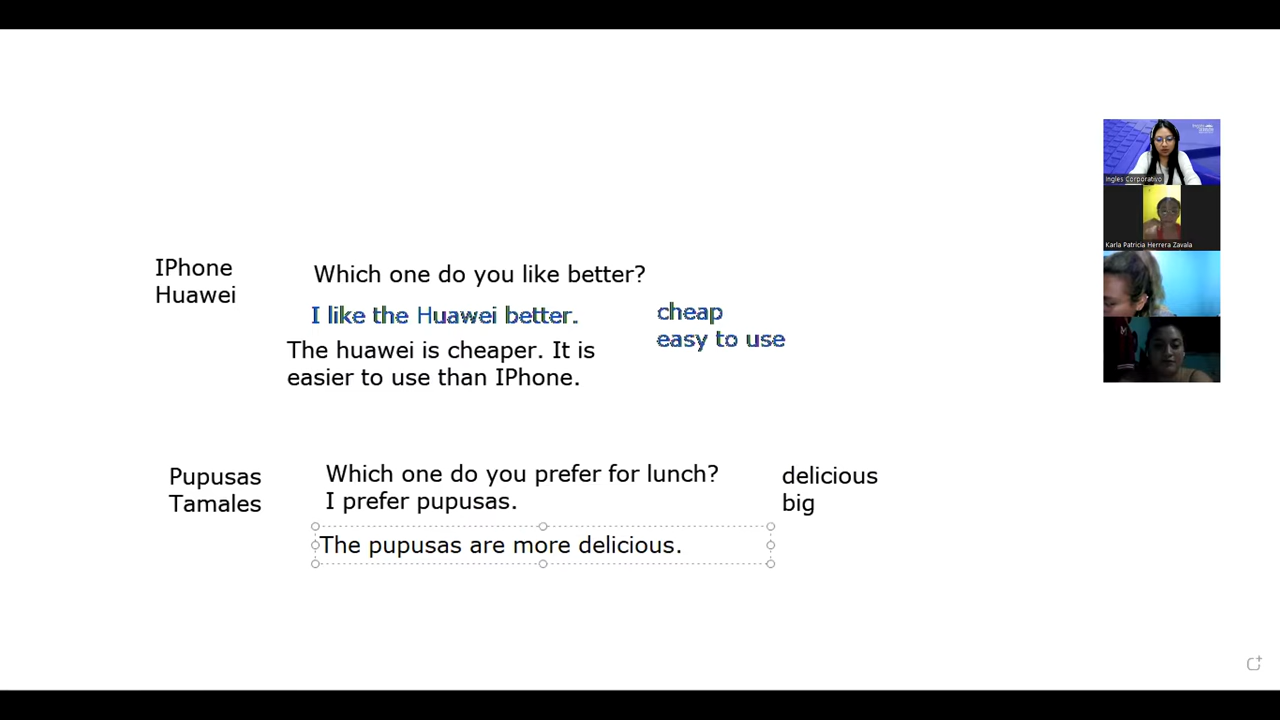 IPhone
Huawei
Which one do you like better?
I like the Huawei better.
cheap
easy to use
The huawei is cheaper. It is
easier to use than IPhone.
Pupusas
Tamales
Which one do you prefer for lunch?
I prefer pupusas.
delicious
big
The pupusas are more delicious.
Ingles Corporativo
Karla Patricia Herrera Zavala